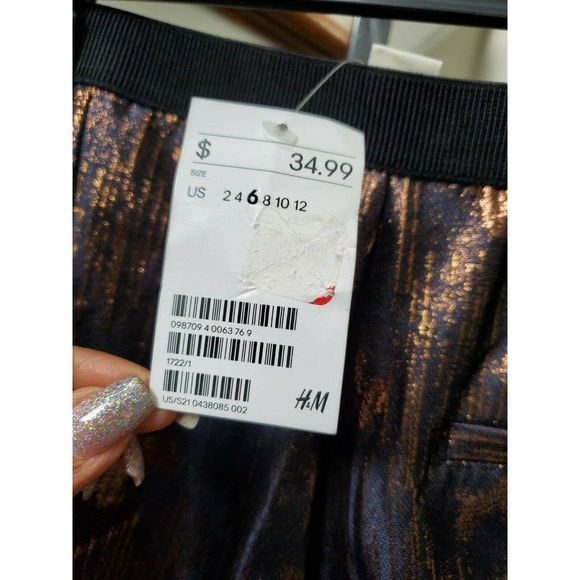 $ 34.99
SIZE
US 2 4 6 8 10 12
098709 4 0063 76 9
1722/1
US/S21 0438085 002
H&M